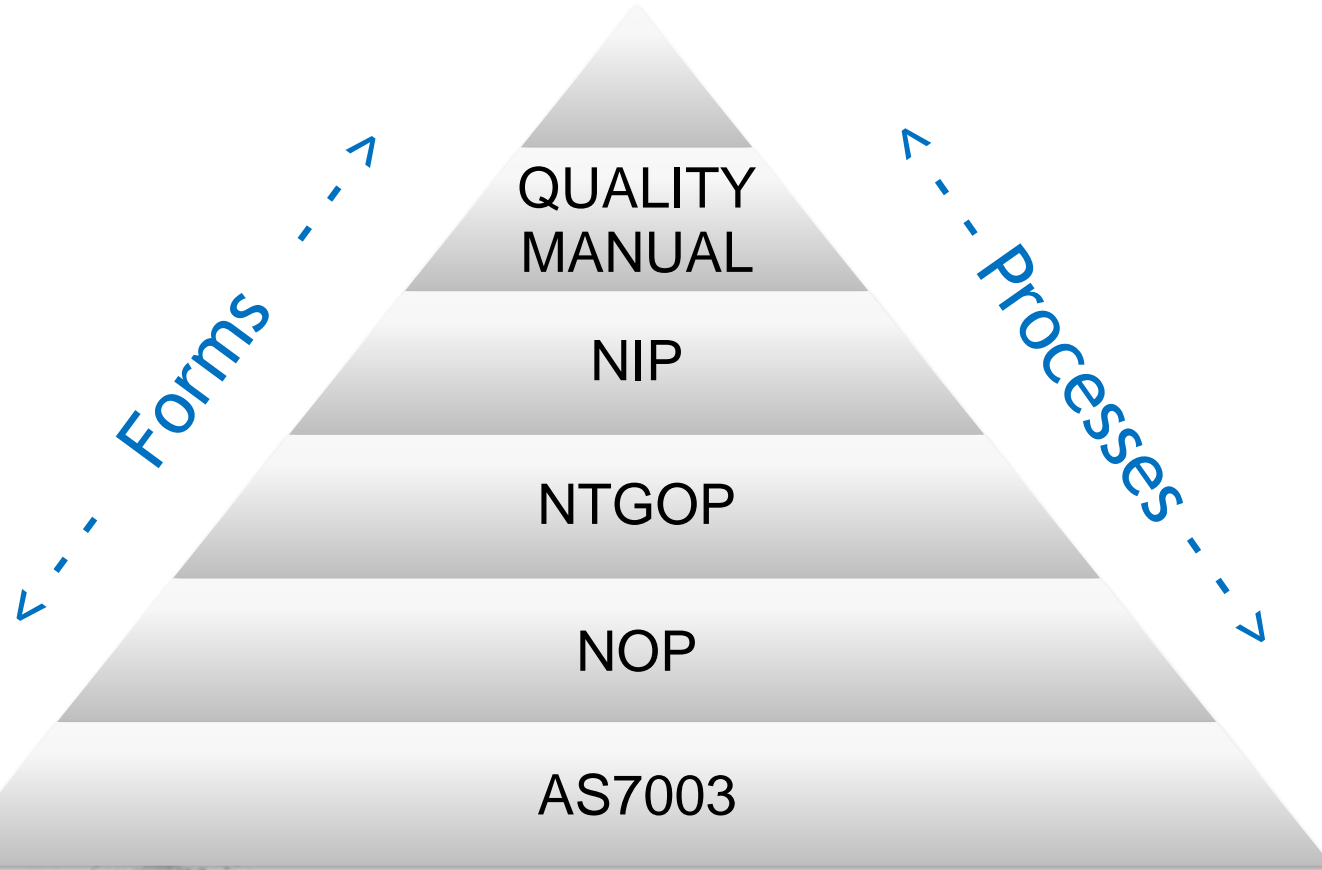 QUALITY
MANUAL
NIP
NTGOP
NOP
AS7003
< - - Forms - - >
< - - Processes - - >